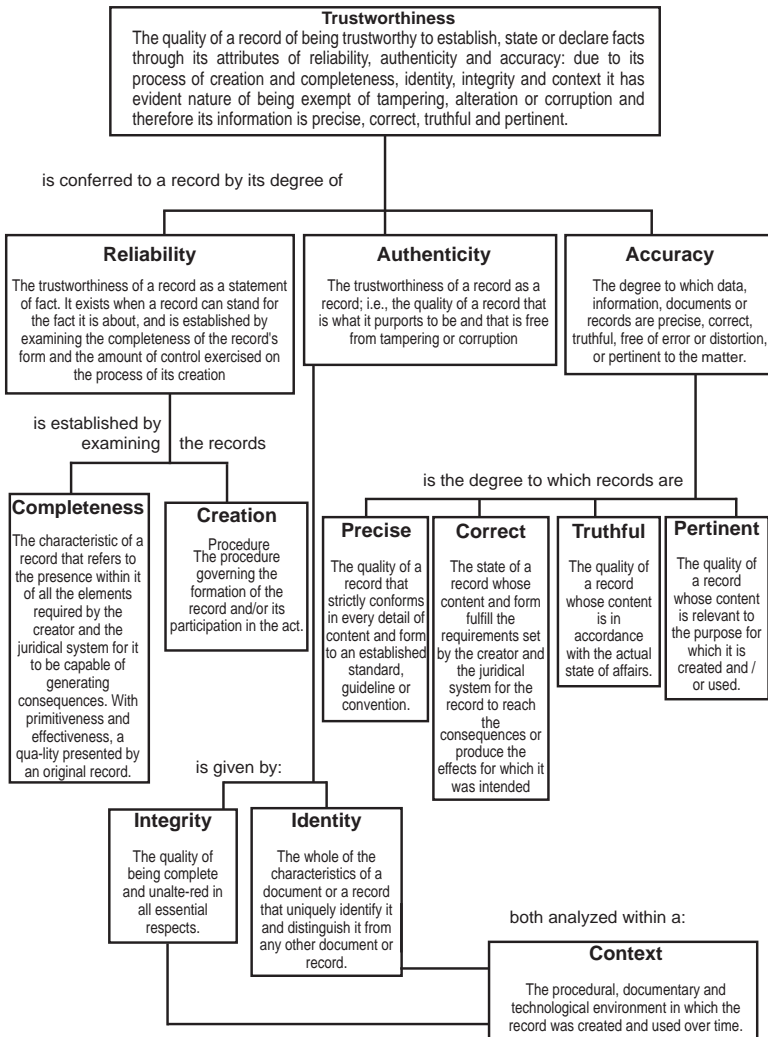 Trustworthiness
The quality of a record of being trustworthy to establish, state or declare facts
through its attributes of reliability, authenticity and accuracy: due to its
process of creation and completeness, identity, integrity and context it has
evident nature of being exempt of tampering, alteration or corruption and
therefore its information is precise, correct, truthful and pertinent.
is conferred to a record by its degree of
Reliability
The trustworthiness of a record as a statement
of fact. It exists when a record can stand for
the fact it is about, and is established by
examining the completeness of the record's
form and the amount of control exercised on
the process of its creation
Authenticity
The trustworthiness of a record as a
record; i.e., the quality of a record that
is what it purports to be and that is free
from tampering or corruption
Accuracy
The degree to which data,
information, documents or
records are precise, correct,
truthful, free of error or distortion,
or pertinent to the matter.
is established by
examining the records
Completeness
The characteristic of a
record that refers to
the presence within it
of all the elements
required by the
creator and the
juridical system for it
to be capable of
generating
consequences. With
primitiveness and
effectiveness, a
qua-lity presented by
an original record.
Creation
Procedure
The procedure
governing the
formation of the
record and/or its
participation in the act.
is the degree to which records are
Precise
The quality of a
record that
strictly conforms
in every detail of
content and form
to an established
standard,
guideline or
convention.
Correct
The state of a
record whose
content and form
fulfill the
requirements set
by the creator and
the juridical
system for the
record to reach
the
consequences or
produce the
effects for which it
was intended
Truthful
The quality of
a record
whose content
is in
accordance
with the actual
state of affairs.
Pertinent
The quality of
a record
whose content
is relevant to
the purpose for
which it is
created and /
or used.
is given by:
Integrity
The quality of
being complete
and unalte-red in
all essential
respects.
Identity
The whole of the
characteristics of a
document or a record
that uniquely identify it
and distinguish it from
any other document or
record.
both analyzed within a:
Context
The procedural, documentary and
technological environment in which the
record was created and used over time.